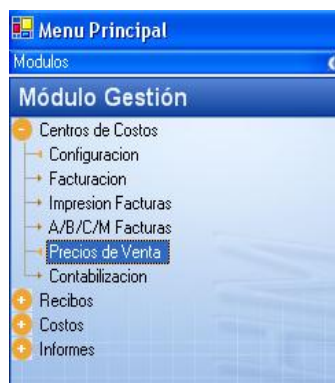 Menu Principal
Modulos
Módulo Gestión
Centros de Costos
Configuracion
Facturacion
Impresion Facturas
A/B/C/M Facturas
Precios de Venta
Contabilizacion
Recibos
Costos
Informes